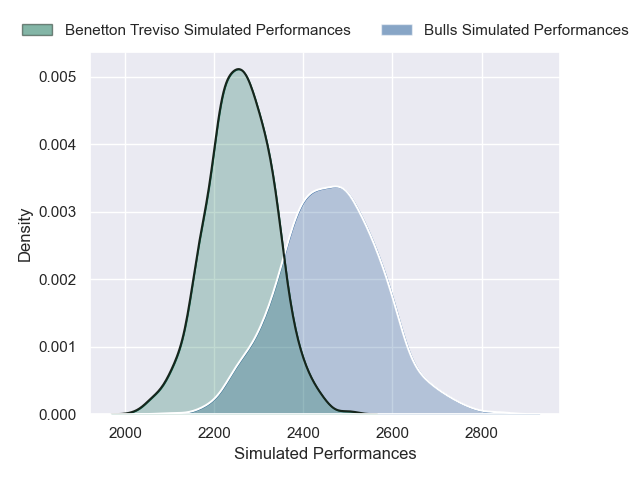 Benetton Treviso Simulated Performances Bulls Simulated Performances
0.005
0.004
0.003
0.002
0.001
0.000
Density
2000 2200 2400 2600 2800
Simulated Performances